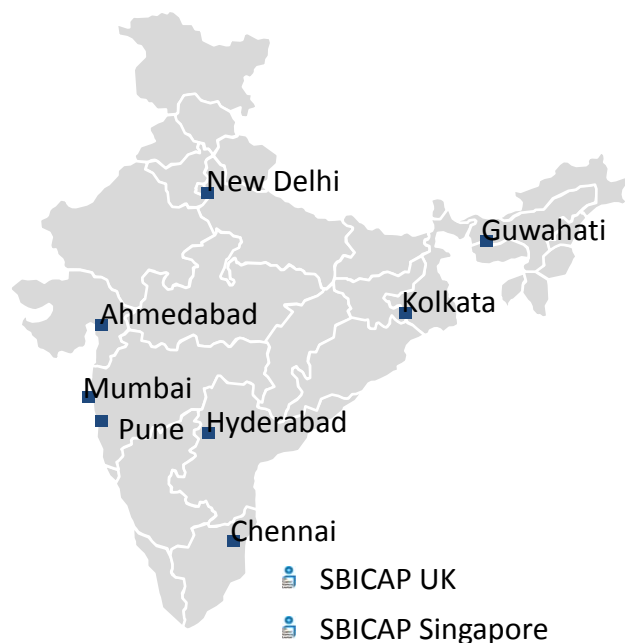 New Delhi
Guwahati
Kolkata
Ahmedabad
Mumbai
Pune
Hyderabad
Chennai
SBICAP UK
SBICAP Singapore